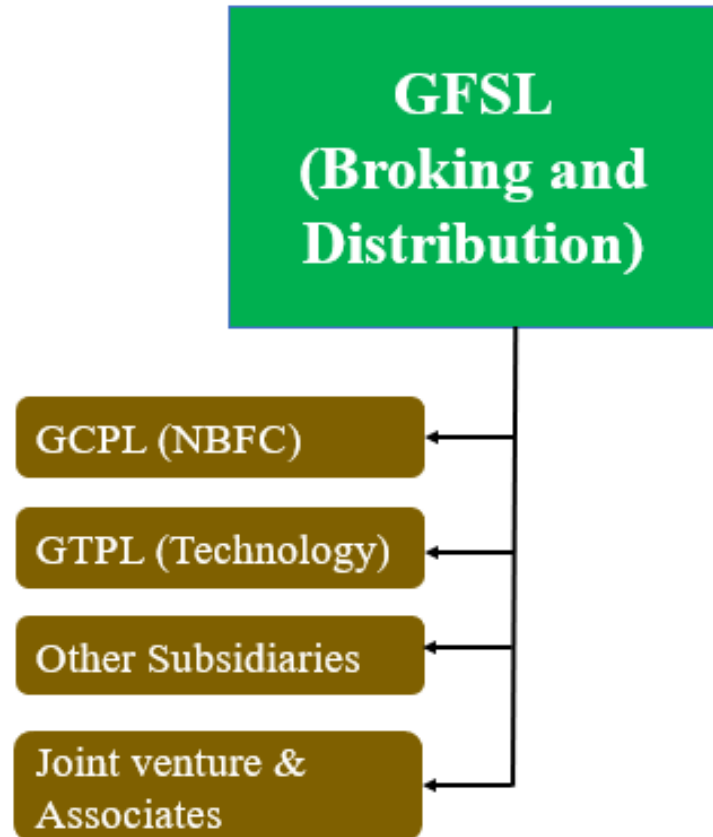 GFSL
(Broking and
Distribution)
GCPL (NBFC)
GTPL (Technology)
Other Subsidiaries
Joint venture &
Associates